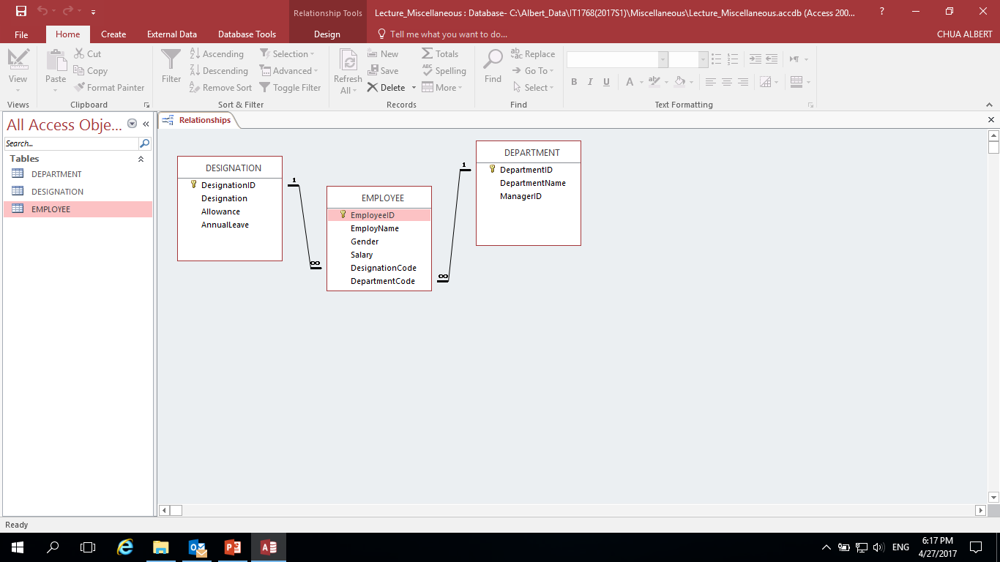 Relationship Tools
Lecture_Miscellaneous : Database- C:\Albert_Data\IT1768(2017S1)\Miscellaneous\Lecture_Miscellaneous.accdb (Access 200...
?
File
Home
Create
External Data
Database Tools
Design
Tell me what you want to do...
CHUA ALBERT
View
Paste
Cut
Copy
Format Painter
Filter
Ascending
Descending
Remove Sort
Selection
Advanced
Toggle Filter
Refresh
All
New
Save
Delete
Totals
Spelling
More
Find
Replace
Go To
Select
B I U A
Views
Clipboard
Sort & Filter
Records
Find
Text Formatting
All Access Obje...
Search...
Tables
DEPARTMENT
DESIGNATION
EMPLOYEE
Relationships
DESIGNATION
DesignationID
Designation
Allowance
AnnualLeave
1
∞
EMPLOYEE
EmployeeID
EmployName
Gender
Salary
DesignationCode
DepartmentCode
1
∞
DEPARTMENT
DepartmentID
DepartmentName
ManagerID
Ready
ENG
6:17 PM
4/27/2017